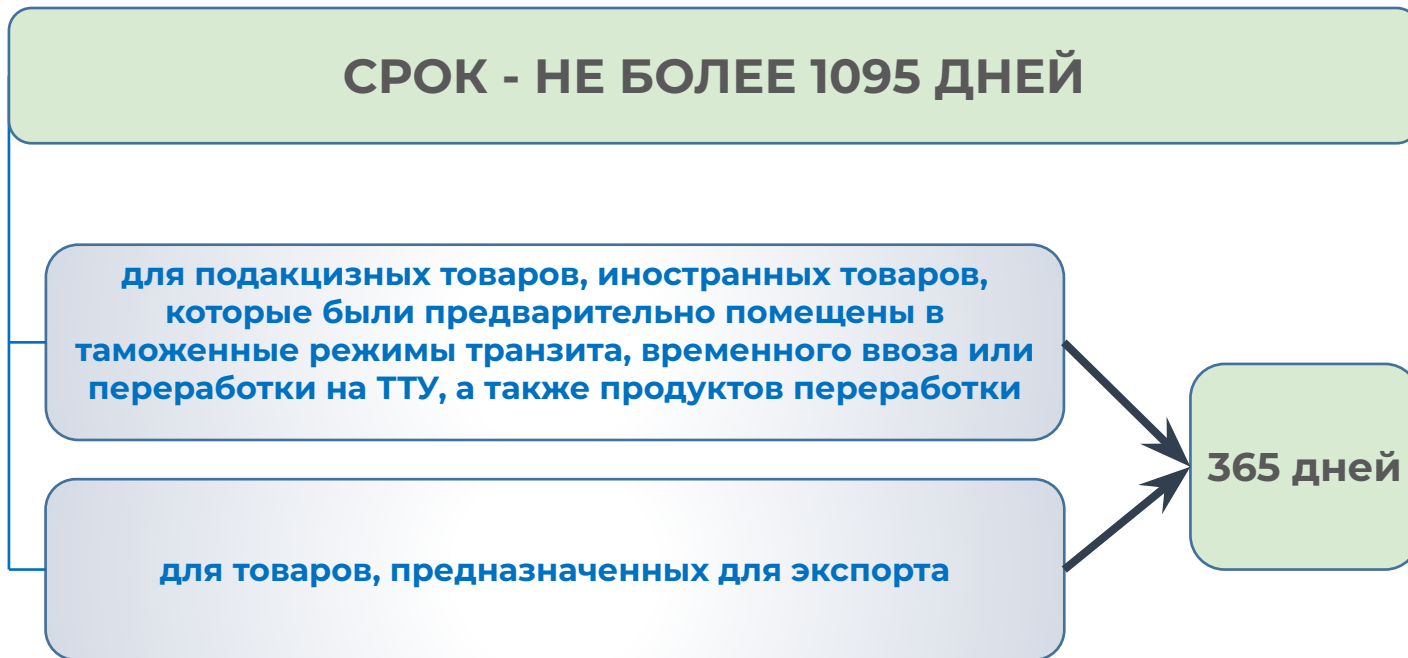 СРОК - НЕ БОЛЕЕ 1095 ДНЕЙ
для подакцизных товаров, иностранных товаров,
которые были предварительно помещены в
таможенные режимы транзита, временного ввоза или
переработки на ТТУ, а также продуктов переработки
365 дней
для товаров, предназначенных для экспорта